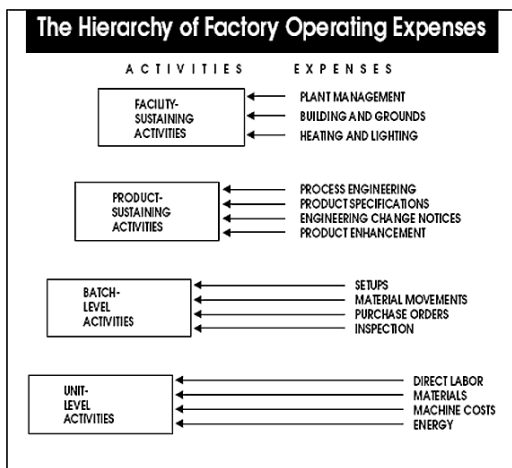 The Hierarchy of Factory Operating Expenses
ACTIVITIES EXPENSES
FACILITY-
SUSTAINING
ACTIVITIES
PLANT MANAGEMENT
BUILDING AND GROUNDS
HEATING AND LIGHTING
PRODUCT-
SUSTAINING
ACTIVITIES
PROCESS ENGINEERING
PRODUCT SPECIFICATIONS
ENGINEERING CHANGE NOTICES
PRODUCT ENHANCEMENT
BATCH-
LEVEL
ACTIVITIES
SETUPS
MATERIAL MOVEMENTS
PURCHASE ORDERS
INSPECTION
UNIT-
LEVEL
ACTIVITIES
DIRECT LABOR
MATERIALS
MACHINE COSTS
ENERGY